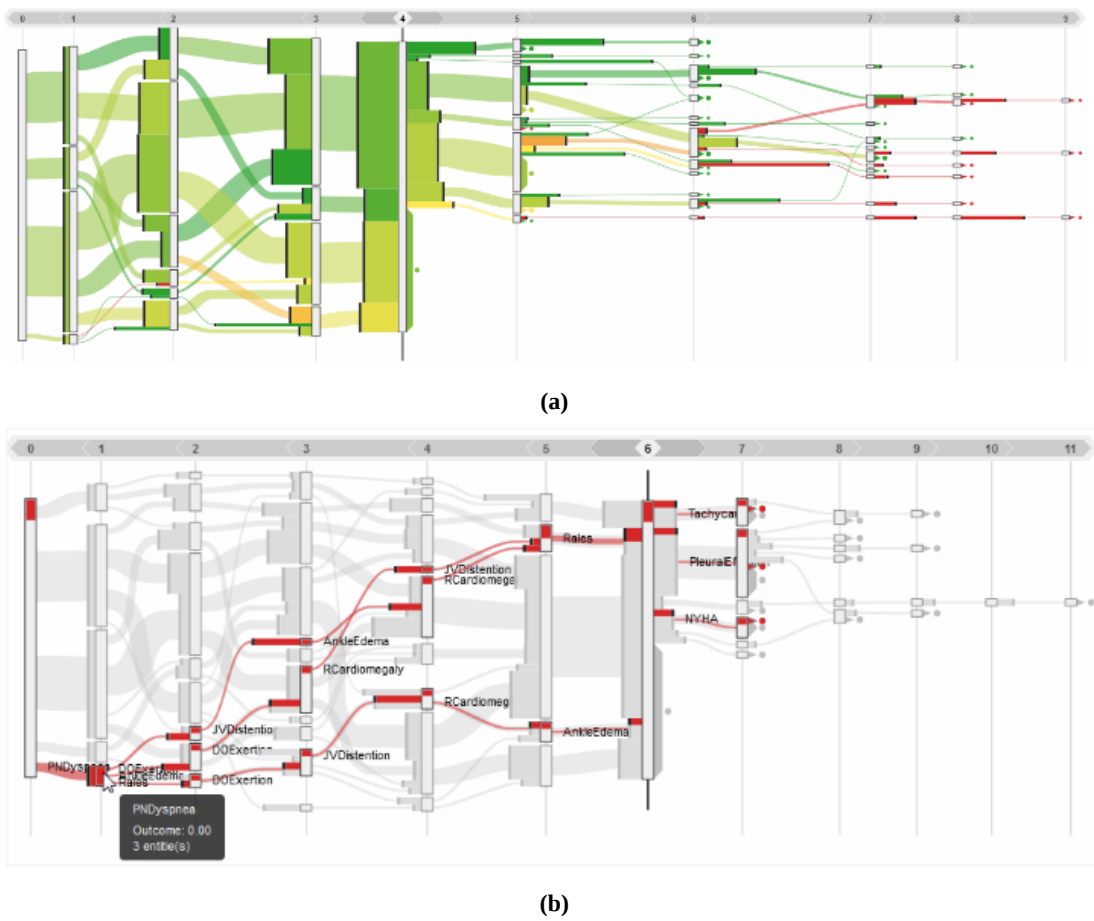 0 1 2 3 4 5 6 7 8 9
(a)
0 1 2 3 4 5 6 7 8 9 10 11
Tachycar
Rales
PleuralEf
JVDistention
RCardiomega
NYHA
AnkleEdema
RCardiomegaly
RCardiomeg
JVDistentio
AnkleEdema
DOExertion
JVDistention
PNDyspnea
DOExertion
AnkleEdema
DOExertion
Rales
PNDyspnea
Outcome: 0.00
3 entitie(s)
(b)